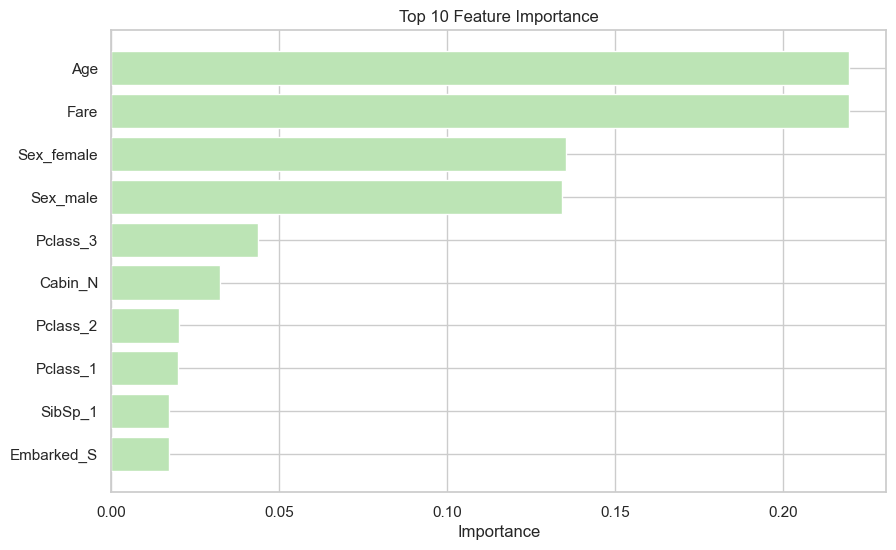 Top 10 Feature Importance
Age
Fare
Sex_female
Sex_male
Pclass_3
Cabin_N
Pclass_2
Pclass_1
SibSp_1
Embarked_S
0.00 0.05 0.10 0.15 0.20
Importance